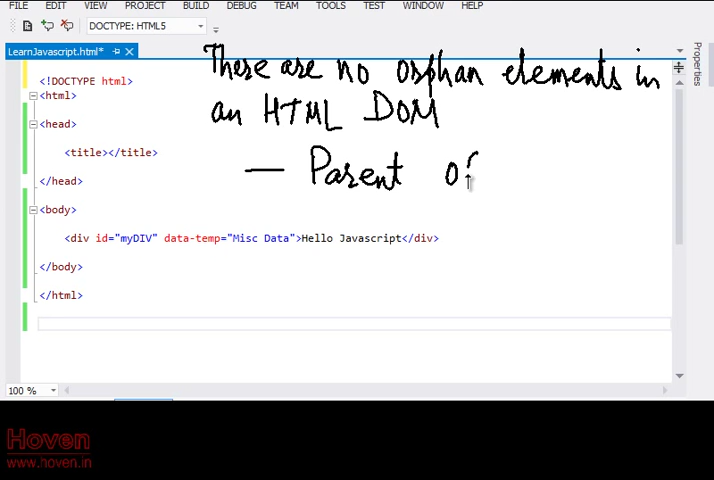 FILE EDIT VIEW PROJECT BUILD DEBUG TEAM TOOLS TEST WINDOW HELP
DOCTYPE: HTML5
LearnJavascript.html*
There are no orphan elements in
an HTML DOM
— Parent of
<!DOCTYPE html>
<html>
<head>
<title></title>
</head>
<body>
<div id="myDIV" data-temp="Misc Data">Hello Javascript</div>
</body>
</html>
Properties
100 %
Hoven
www.hoven.in